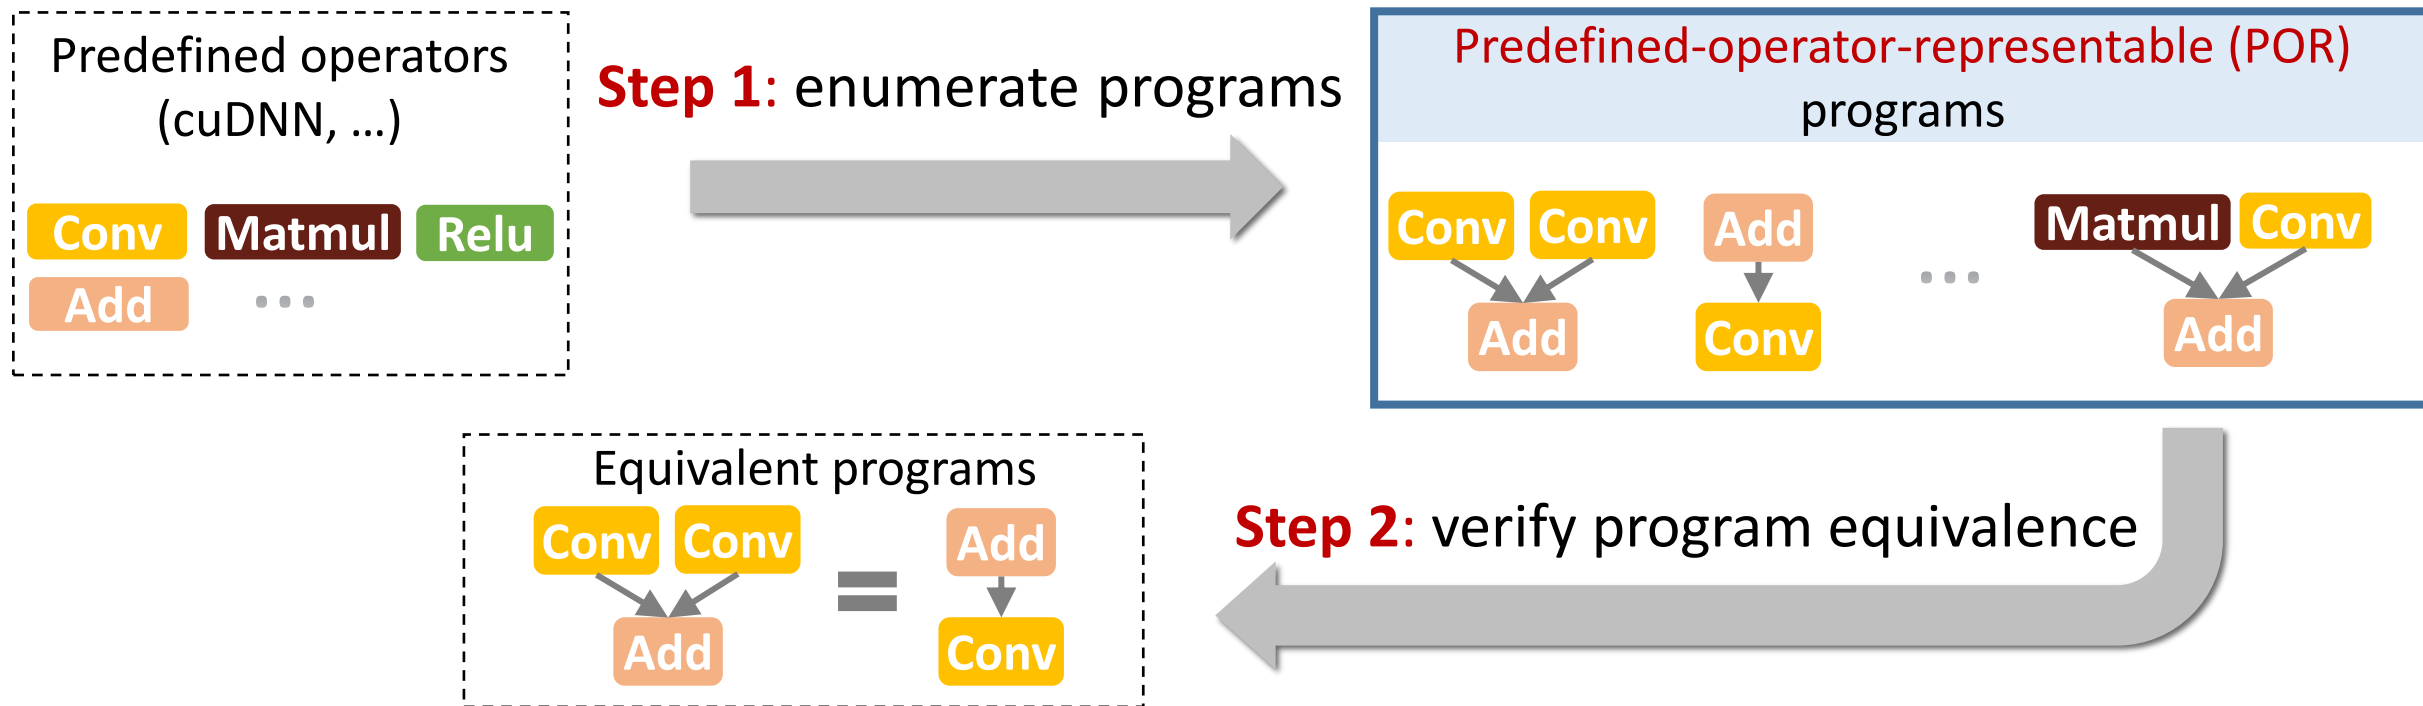 Predefined operators
(cuDNN, ...)
Conv Matmul Relu
Add ...
Step 1: enumerate programs
Predefined-operator-representable (POR)
programs
Conv Conv Add ... Matmul Conv
Add Conv Add
Step 2: verify program equivalence
Equivalent programs
Conv Conv = Add
Add Conv